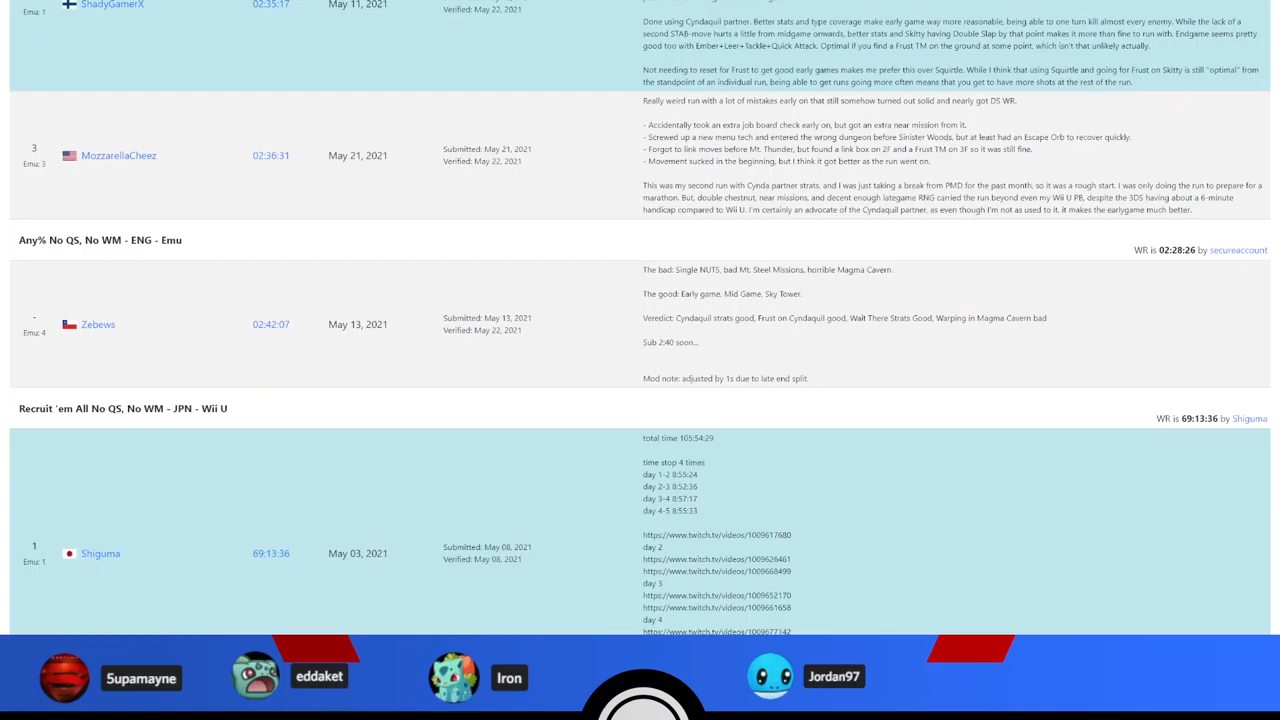 ShadyGamerX
02:35:17
May 11, 2021
Emu: 1
Verified: May 22, 2021
Done using Cyndaquil partner. Better stats and type coverage make early game way more reasonable, being able to one turn kill almost every enemy. While the lack of a
second STAB-move hurts a little from midgame onwards, better stats and Skitty having Double Slap by that point makes it more than fine to run with. Endgame seems pretty
good too with Ember+Leer+Tackle+Quick Attack. Optimal if you find a Frust TM on the ground at some point, which isn't that unlikely actually.
Not needing to reset for Frust to get good early games makes me prefer this over Squirtle. While I think that using Squirtle and going for Frust on Skitty is still "optimal" from
the standpoint of an individual run, being able to get runs going more often means that you get to have more shots at the rest of the run.
3
Emu: 3
MozzarellaCheez
02:36:31
May 21, 2021
Submitted: May 21, 2021
Verified: May 22, 2021
Really weird run with a lot of mistakes early on that still somehow turned out solid and nearly got DS WR.
- Accidentally took an extra job board check early on, but got an extra near mission from it.
- Screwed up a new menu tech and entered the wrong dungeon before Sinister Woods, but at least had an Escape Orb to recover quickly.
- Forgot to link moves before Mt. Thunder, but found a link box on 2F and a Frust TM on 3F so it was still fine.
- Movement sucked in the beginning, but I think it got better as the run went on.
This was my second run with Cynda partner strats, and I was just taking a break from PMD for the past month, so it was a rough start. I was only doing the run to prepare for a
marathon. But, double chestnut, near missions, and decent enough lategame RNG carried the run beyond even my Wii U PB, despite the 3DS having about a 6-minute
handicap compared to Wii U. I'm certainly an advocate of the Cyndaquil partner, as even though I'm not as used to it, it makes the earlygame much better.
Any% No QS, No WM - ENG - Emu
WR is 02:28:26 by secureaccount
-
Emu: 4
Zebews
02:42:07
May 13, 2021
Submitted: May 13, 2021
Verified: May 22, 2021
The bad: Single NUTS, bad Mt. Steel Missions, horrible Magma Cavern.
The good: Early game, Mid Game, Sky Tower.
Veredict: Cyndaquil strats good, Frust on Cyndaquil good, Wait There Strats Good, Warping in Magma Cavern bad
Sub 2:40 soon...
Mod note: adjusted by 1s due to late end split.
Recruit 'em All No QS, No WM - JPN - Wii U
WR is 69:13:36 by Shiguma
1
Emu: 1
Shiguma
69:13:36
May 03, 2021
Submitted: May 08, 2021
Verified: May 08, 2021
total time 105:54:29
time stop 4 times
day 1-2 8:55:24
day 2-3 8:52:36
day 3-4 8:57:17
day 4-5 8:55:33
https://www.twitch.tv/videos/1009617680
day 2
https://www.twitch.tv/videos/1009626461
https://www.twitch.tv/videos/1009668499
day 3
https://www.twitch.tv/videos/1009652170
https://www.twitch.tv/videos/1009661658
day 4
https://www.twitch.tv/videos/1009677142
5upamayne
eddaket
Iron
Jordan97